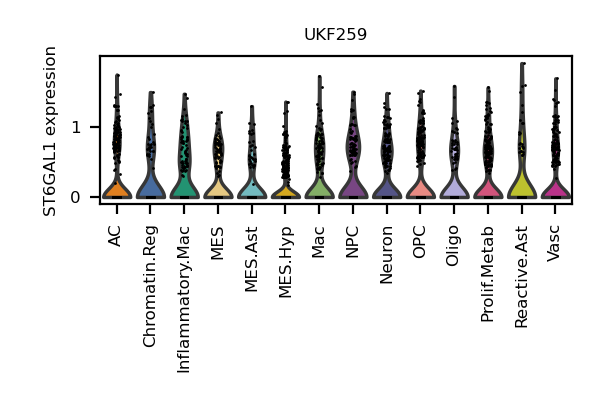 UKF259
ST6GAL1 expression
1
0
AC
Chromatin.Reg
Inflammatory.Mac
MES
MES.Ast
MES.Hyp
Mac
NPC
Neuron
OPC
Oligo
Prolif.Metab
Reactive.Ast
Vasc